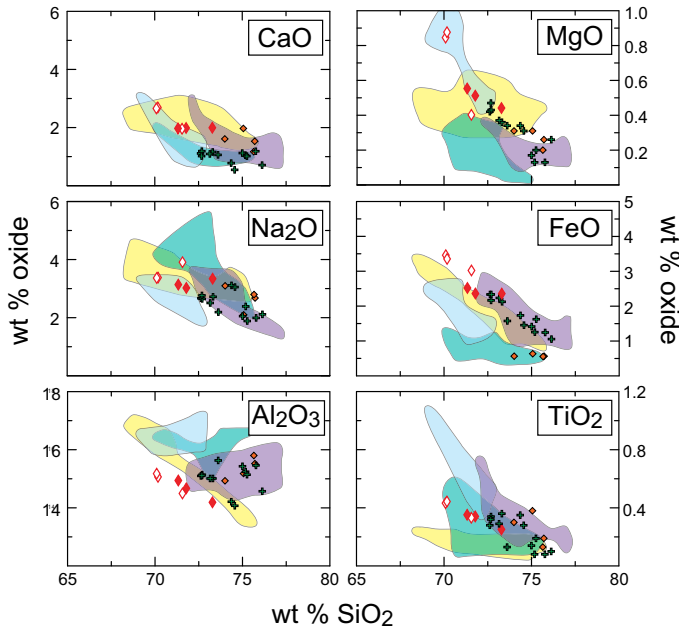 6
4
2
CaO
MgO
1.0
0.8
0.6
0.4
0.2
6
4
2
Na₂O
FeO
5
4
3
2
1
wt % oxide
wt % oxide
18
16
14
Al₂O₃
TiO₂
1.2
0.8
0.4
65 70 75 80 65 70 75 80
wt % SiO₂